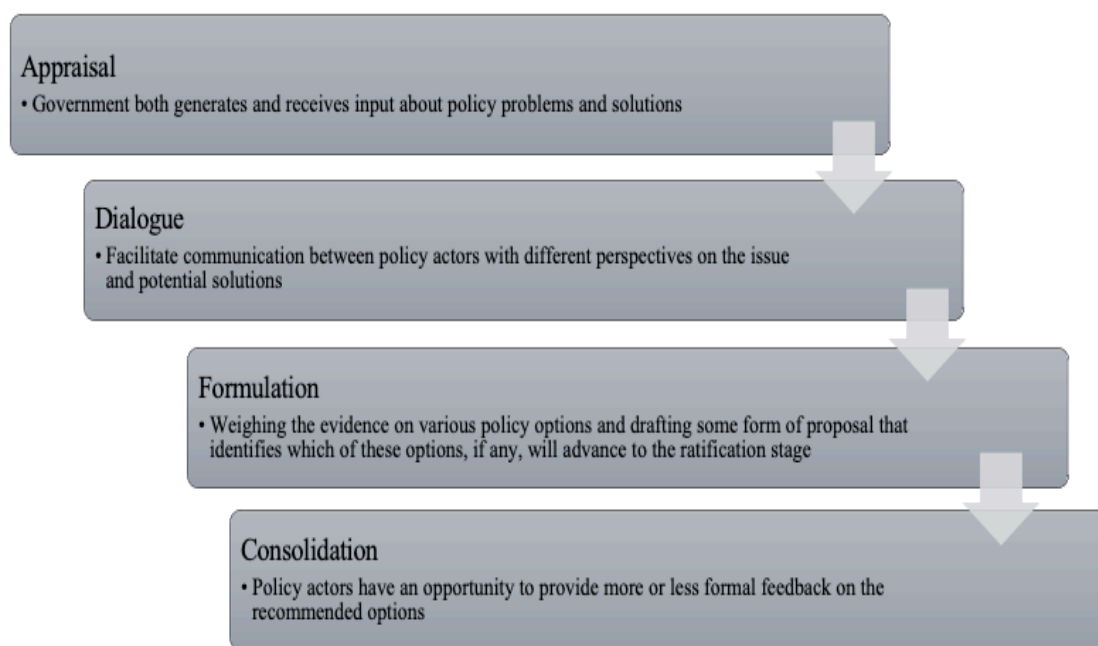 Appraisal
• Government both generates and receives input about policy problems and solutions
Dialogue
• Facilitate communication between policy actors with different perspectives on the issue
and potential solutions
Formulation
• Weighing the evidence on various policy options and drafting some form of proposal that
identifies which of these options, if any, will advance to the ratification stage
Consolidation
• Policy actors have an opportunity to provide more or less formal feedback on the
recommended options